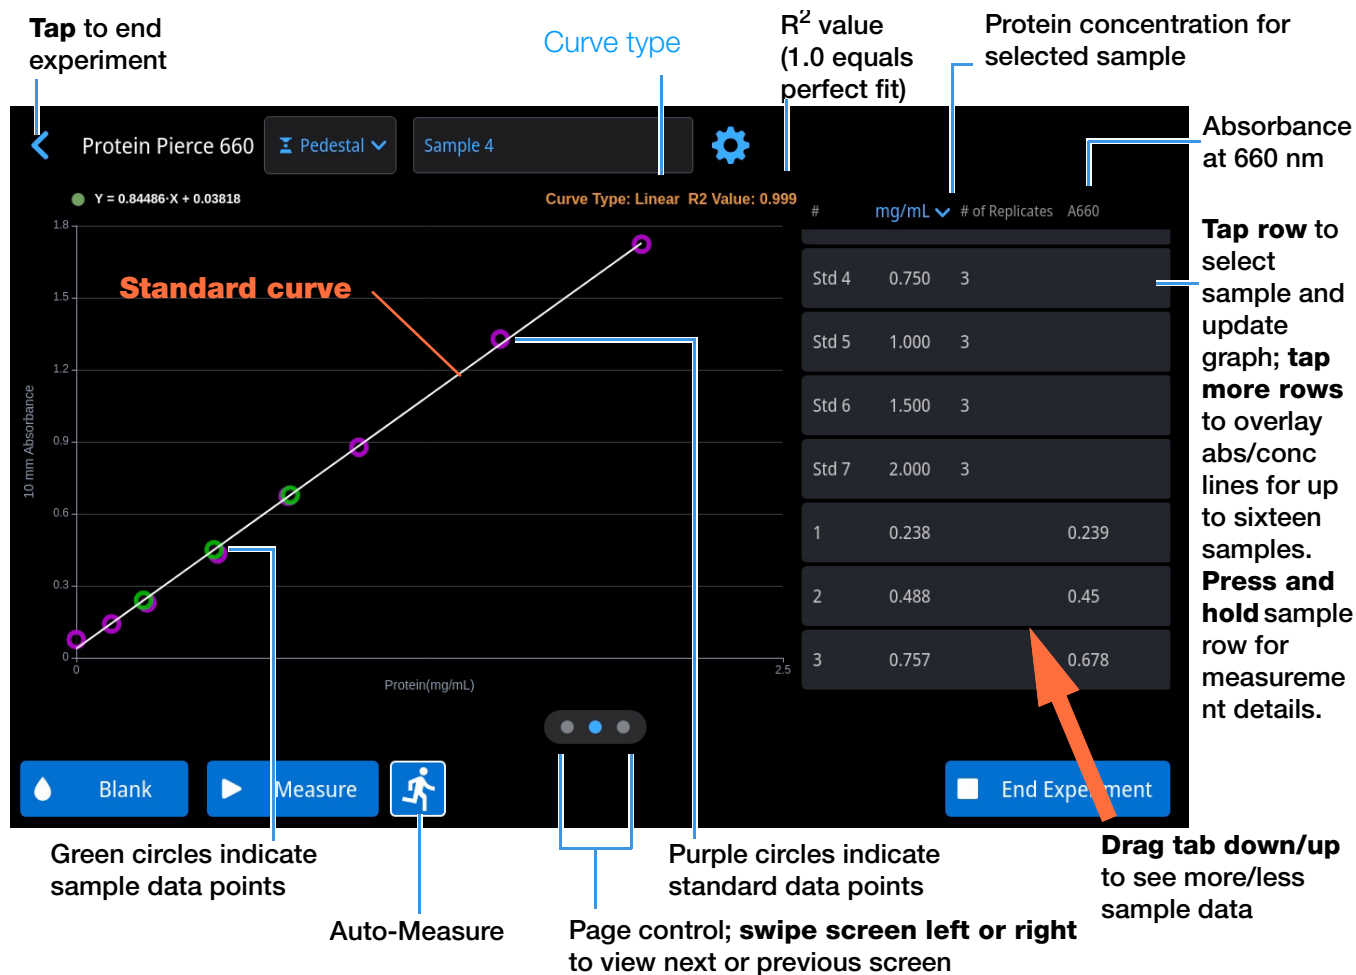 Tap to end
experiment
Curve type
R2 value
(1.0 equals
perfect fit)
Protein concentration for
selected sample
Absorbance
at 660 nm
Protein Pierce 660
Pedestal
Sample 4
Y = 0.84486·X + 0.03818
Curve Type: Linear R2 Value: 0.999
# mg/mL # of Replicates A660
Std 4 0.750 3
Std 5 1.000 3
Std 6 1.500 3
Std 7 2.000 3
1 0.238 0.239
2 0.488 0.45
3 0.757 0.678
1.8
1.5
1.2
0.9
0.6
0.3
0
0
2.5
10 mm Absorbance
Protein(mg/mL)
Standard curve
Tap row to
select
sample and
update
graph; tap
more rows
to overlay
abs/conc
lines for up
to sixteen
samples.
Press and
hold sample
row for
measureme
nt details.
Blank
Measure
End Experiment
Green circles indicate
sample data points
Auto-Measure
Purple circles indicate
standard data points
Page control; swipe screen left or right
to view next or previous screen
Drag tab down/up
to see more/less
sample data